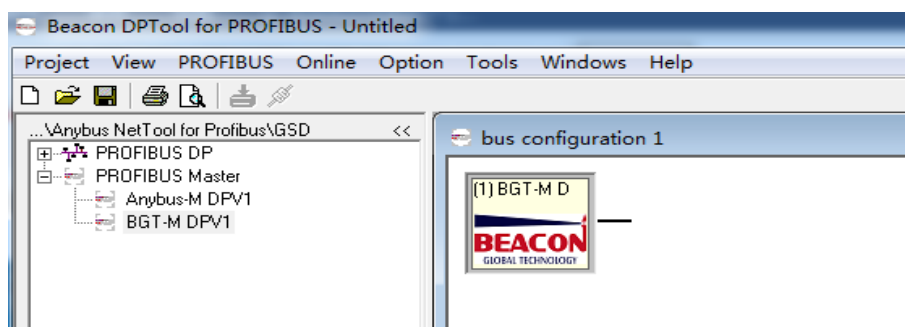 Beacon DPTool for PROFIBUS - Untitled
Project View PROFIBUS Online Option Tools Windows Help
...\Anybus NetTool for Profibus\GSD <<
PROFIBUS DP
PROFIBUS Master
Anybus-M DPV1
BGT-M DPV1
bus configuration 1
(1) BGT-M D
BEACON
GLOBAL TECHNOLOGY